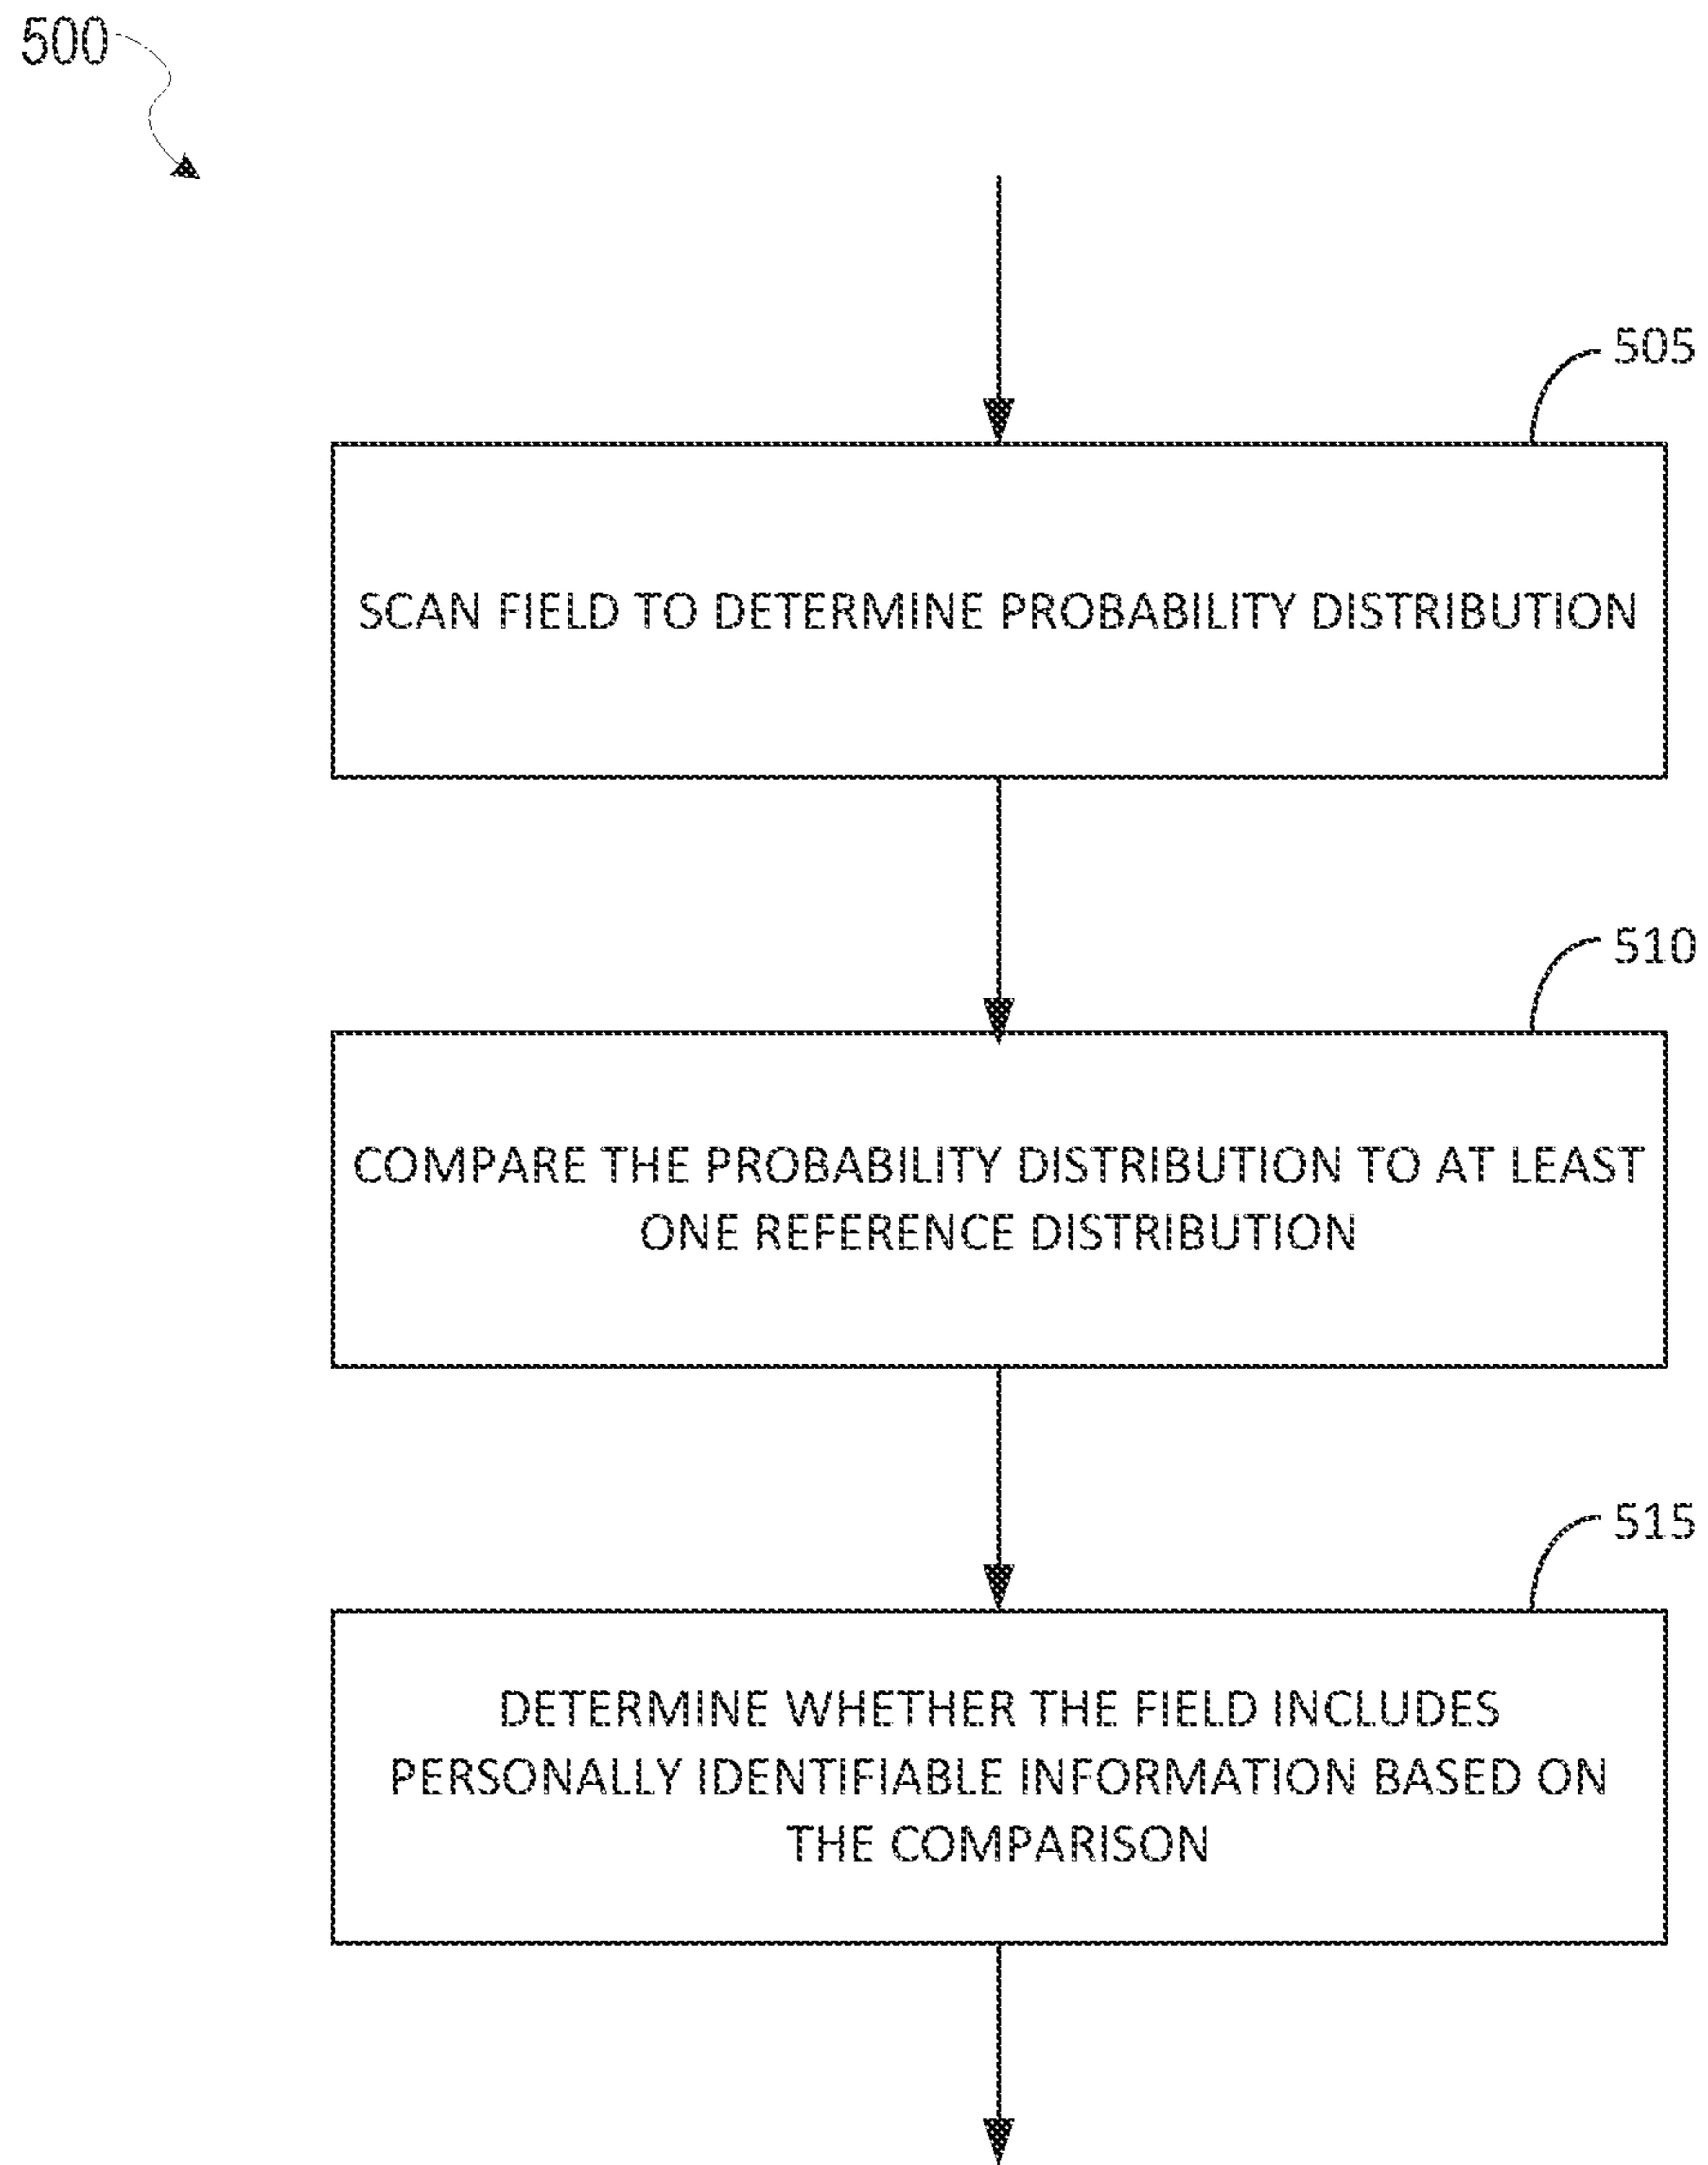 500
505
SCAN FIELD TO DETERMINE PROBABILITY DISTRIBUTION
510
COMPARE THE PROBABILITY DISTRIBUTION TO AT LEAST
ONE REFERENCE DISTRIBUTION
515
DETERMINE WHETHER THE FIELD INCLUDES
PERSONALLY IDENTIFIABLE INFORMATION BASED ON
THE COMPARISON